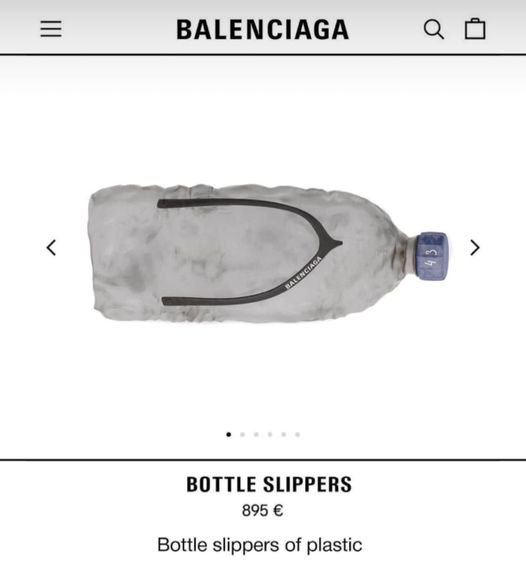 BALENCIAGA
BALENCIAGA
43
BOTTLE SLIPPERS
895 €
Bottle slippers of plastic